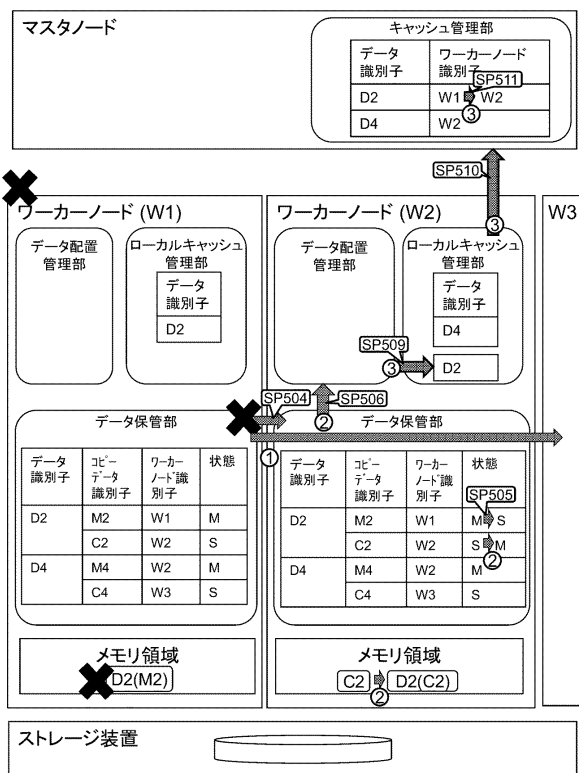 マスタノード
キャッシュ管理部
データ
識別子
ワーカーノード
識別子
SP511
D2
W1
W2
③
D4
W2
SP510
③
ワーカーノード (W1)
データ配置
管理部
ローカルキャッシュ
管理部
データ
識別子
D2
ワーカーノード (W2)
データ配置
管理部
ローカルキャッシュ
管理部
データ
識別子
D4
SP509
③
D2
W3
SP504
SP506
②
①
データ保管部
データ
識別子
コピー
データ
識別子
ワーカー
ノード識
別子
状態
D2
M2
W1
M
C2
W2
S
D4
M4
W2
M
C4
W3
S
データ保管部
データ
識別子
コピー
データ
識別子
ワーカー
ノード識
別子
状態
SP505
D2
M2
W1
M
S
C2
W2
S
M
②
D4
M4
W2
M
C4
W3
S
メモリ領域
D2(M2)
メモリ領域
C2
D2(C2)
②
ストレージ装置